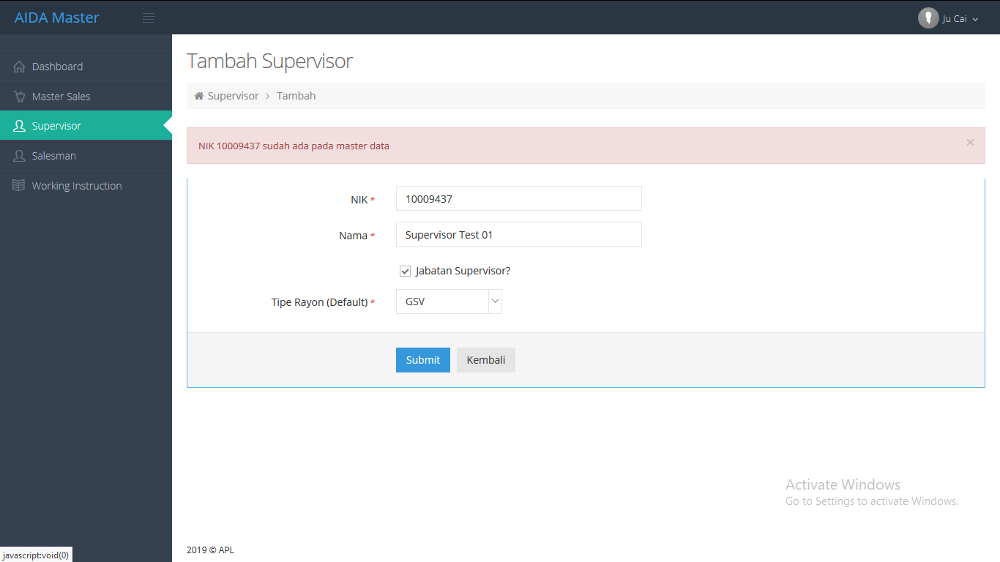 AIDA Master
Ju Cai
Dashboard
Master Sales
Supervisor
Salesman
Working Instruction
Tambah Supervisor
Supervisor > Tambah
NIK 10009437 sudah ada pada master data
×
NIK * 10009437
Nama * Supervisor Test 01
Jabatan Supervisor?
Tipe Rayon (Default) * GSV
Submit Kembali
Activate Windows
Go to Settings to activate Windows.
2019 © APL
javascript:void(0)